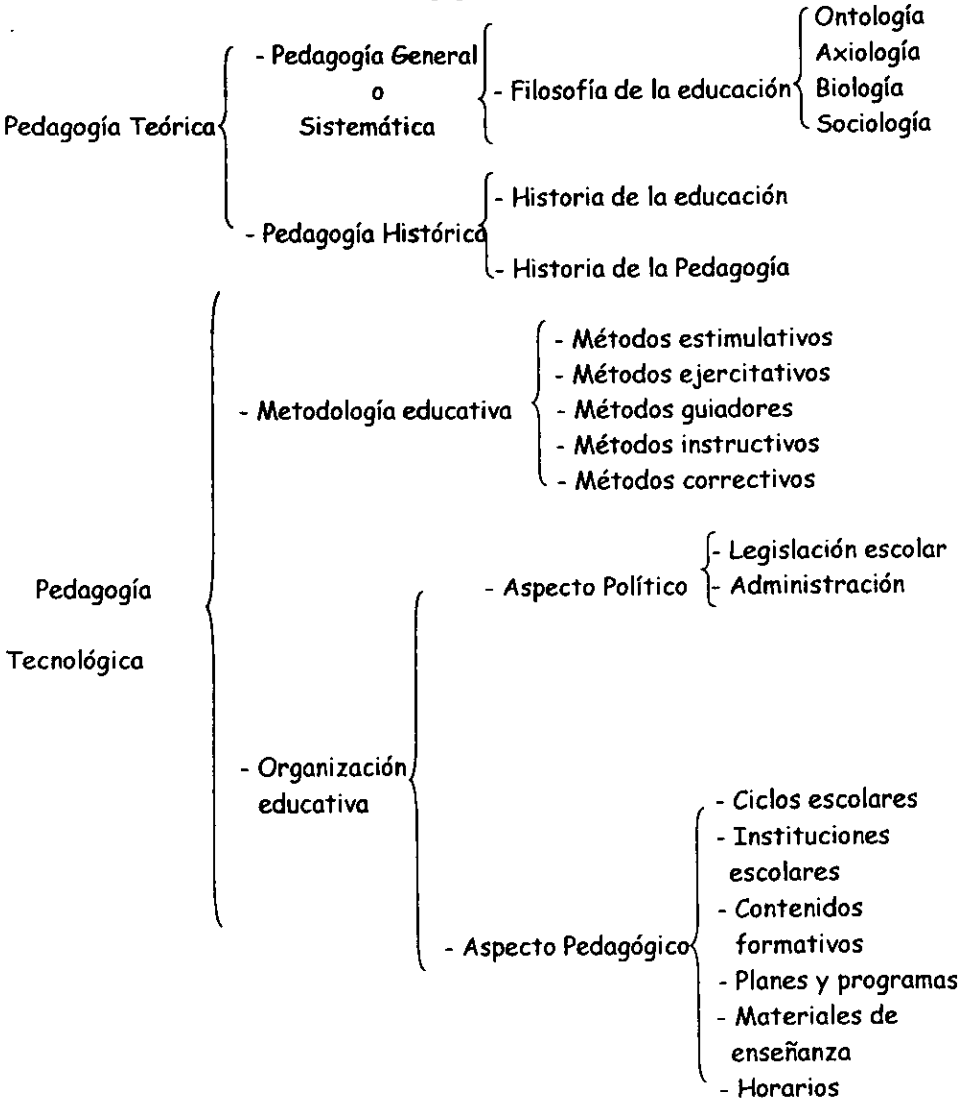 Pedagogía Teórica
- Pedagogía General
o
Sistemática
- Filosofía de la educación
Ontología
Axiología
Biología
Sociología
- Pedagogía Histórica
- Historia de la educación
- Historia de la Pedagogía
Pedagogía
Tecnológica
- Metodología educativa
- Métodos estimulativos
- Métodos ejercitativos
- Métodos guiadores
- Métodos instructivos
- Métodos correctivos
- Organización
educativa
- Aspecto Político
- Legislación escolar
- Administración
- Aspecto Pedagógico
- Ciclos escolares
- Instituciones
escolares
- Contenidos
formativos
- Planes y programas
- Materiales de
enseñanza
- Horarios